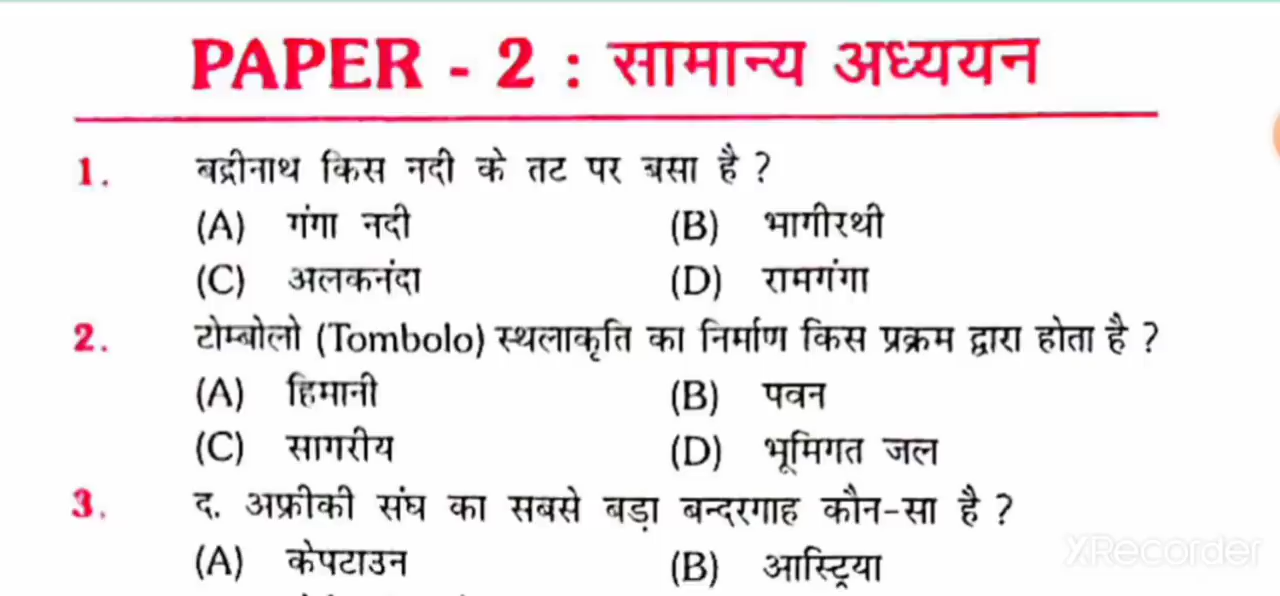 PAPER - 2 : सामान्य अध्ययन
1. बद्रीनाथ किस नदी के तट पर बसा है ?
(A) गंगा नदी (B) भागीरथी
(C) अलकनंदा (D) रामगंगा
2. टोम्बोलो (Tombolo) स्थलाकृति का निर्माण किस प्रक्रम द्वारा होता है ?
(A) हिमानी (B) पवन
(C) सागरीय (D) भूमिगत जल
3. द. अफ्रीकी संघ का सबसे बड़ा बन्दरगाह कौन-सा है ?
(A) केपटाउन (B) आस्ट्रिया
XRecorder